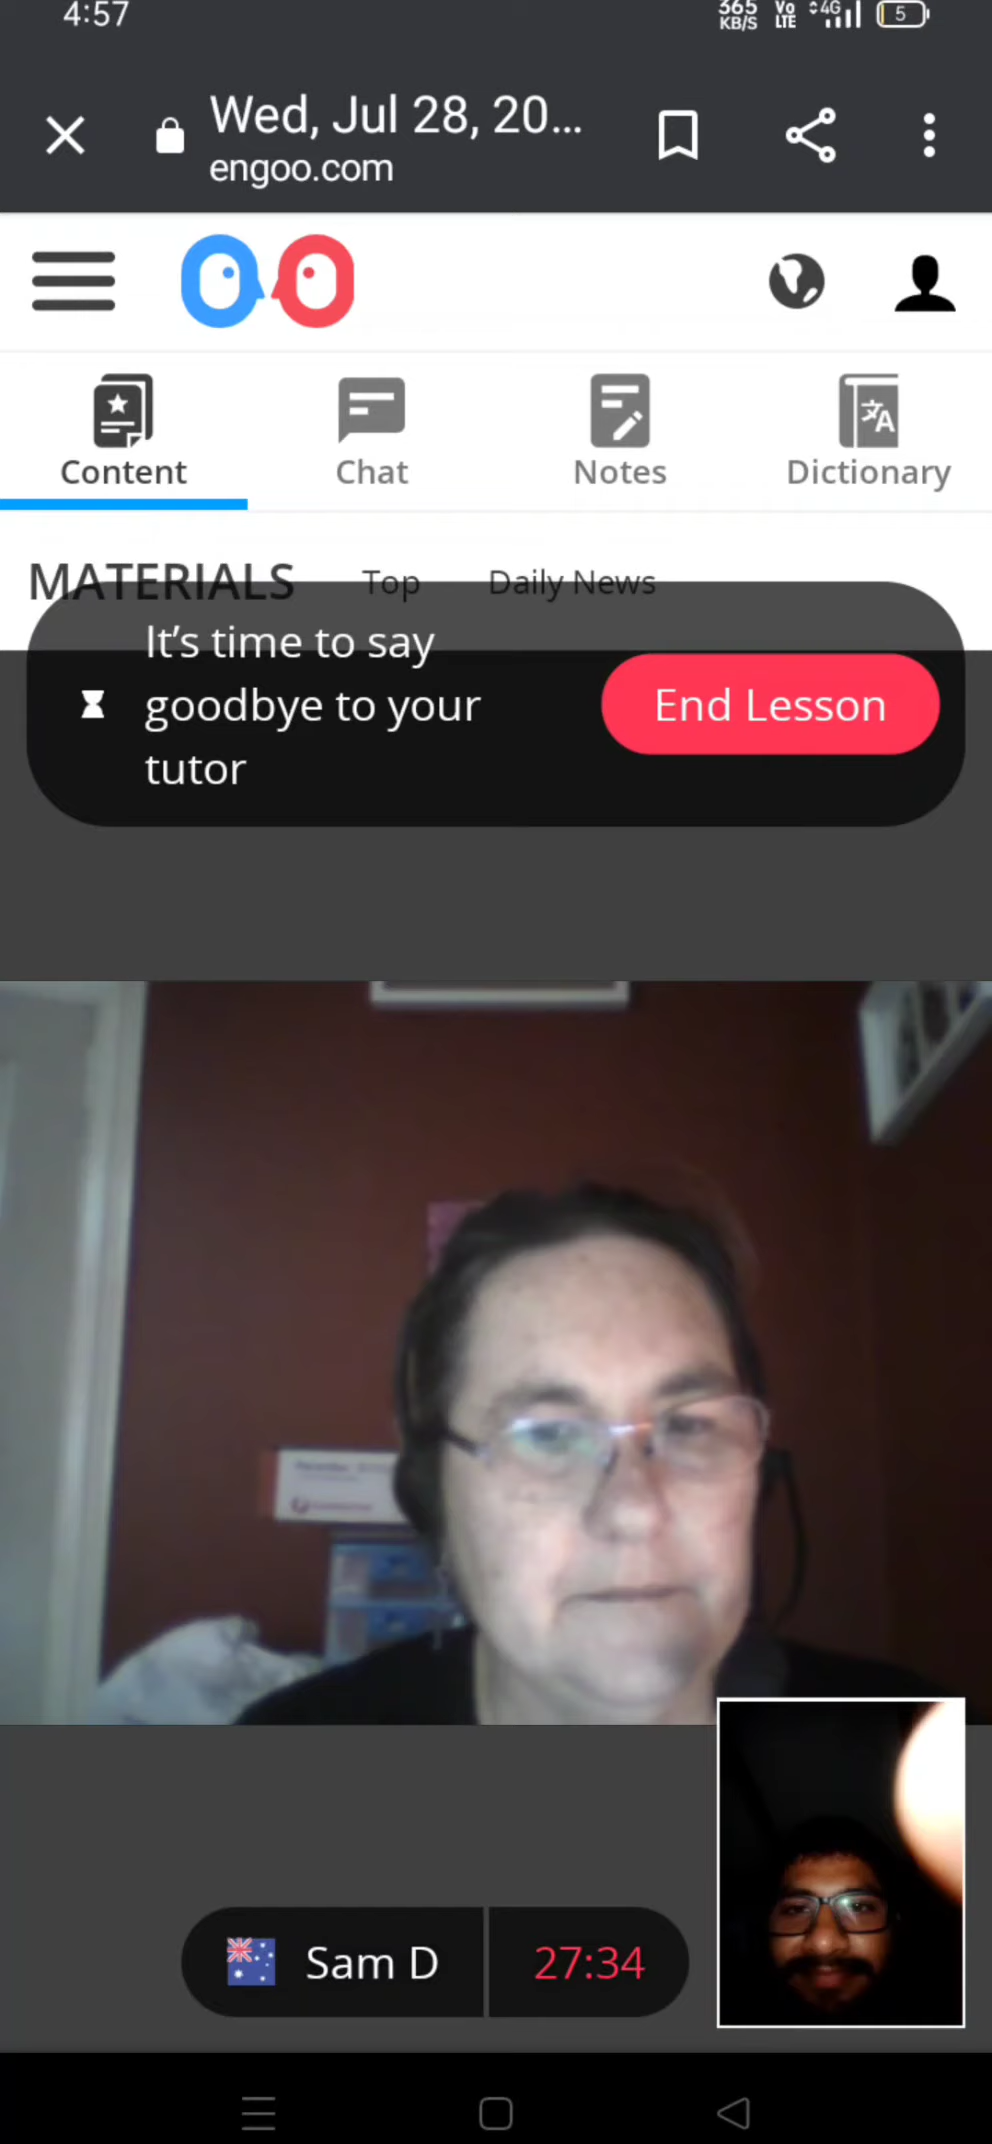 4:57
365 KB/S Vo LTE 4G 5
Wed, Jul 28, 20...
engoo.com
Content Chat Notes Dictionary
MATERIALS Top Daily News
It's time to say
goodbye to your
tutor
End Lesson
Sam D 27:34